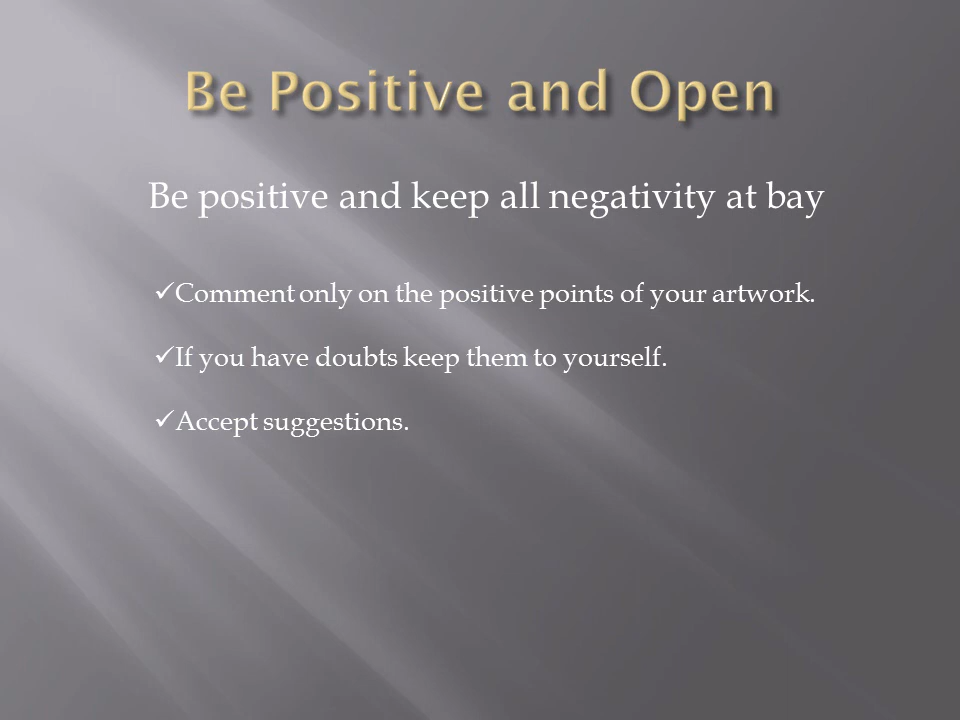 Be Positive and Open
Be positive and keep all negativity at bay
✓ Comment only on the positive points of your artwork.
✓ If you have doubts keep them to yourself.
✓ Accept suggestions.